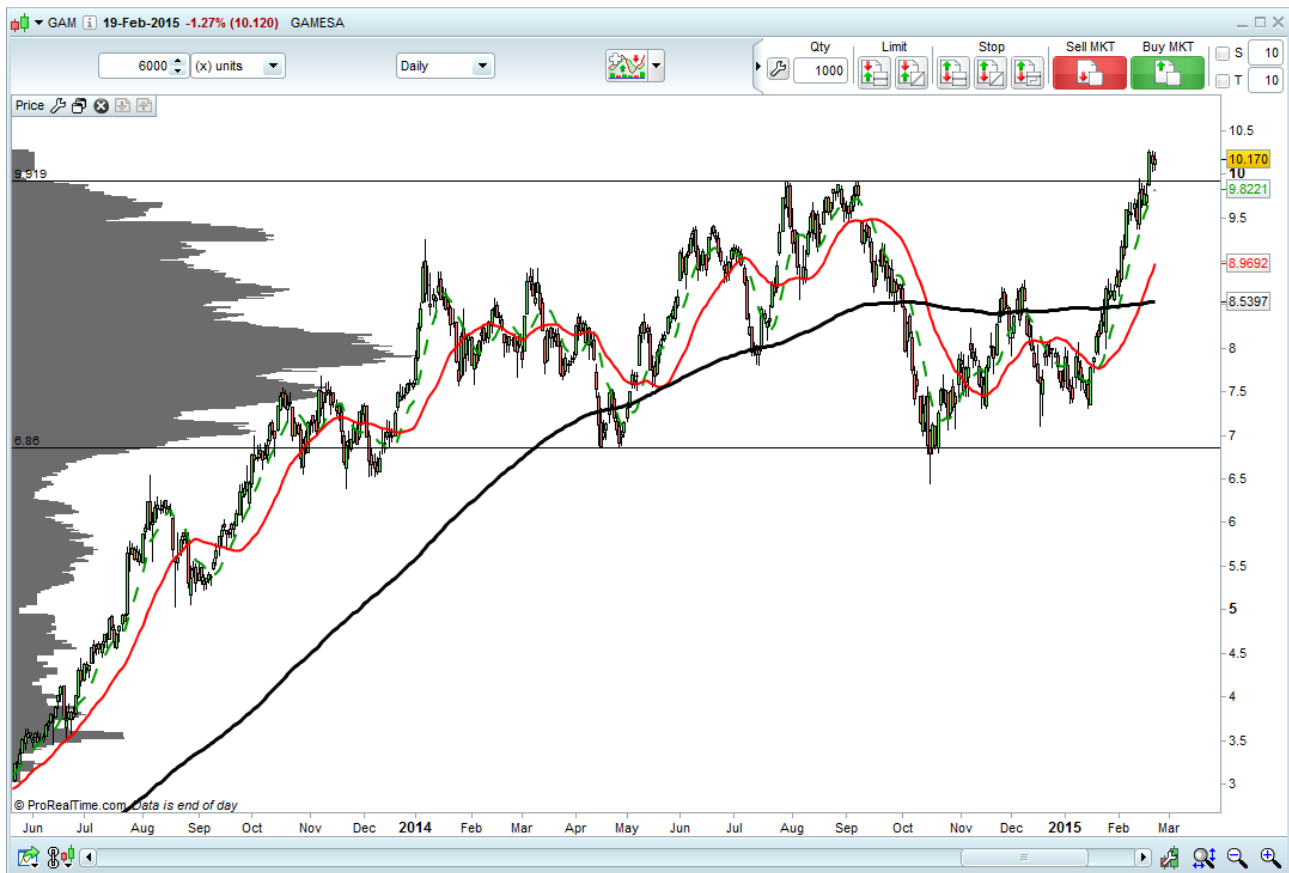 GAM 19-Feb-2015 -1.27% (10.120) GAMESA
6000 (x) units Daily
Qty Limit Stop Sell MKT Buy MKT
1000
S 10
T 10
Price
10.5
10.170
10
9.919
9.8221
9.5
8.9692
8.5397
8
7.5
7
6.86
6.5
6
5.5
5
4.5
4
3.5
3
© ProRealTime.com Data is end of day
Jun Jul Aug Sep Oct Nov Dec 2014 Feb Mar Apr May Jun Jul Aug Sep Oct Nov Dec 2015 Feb Mar